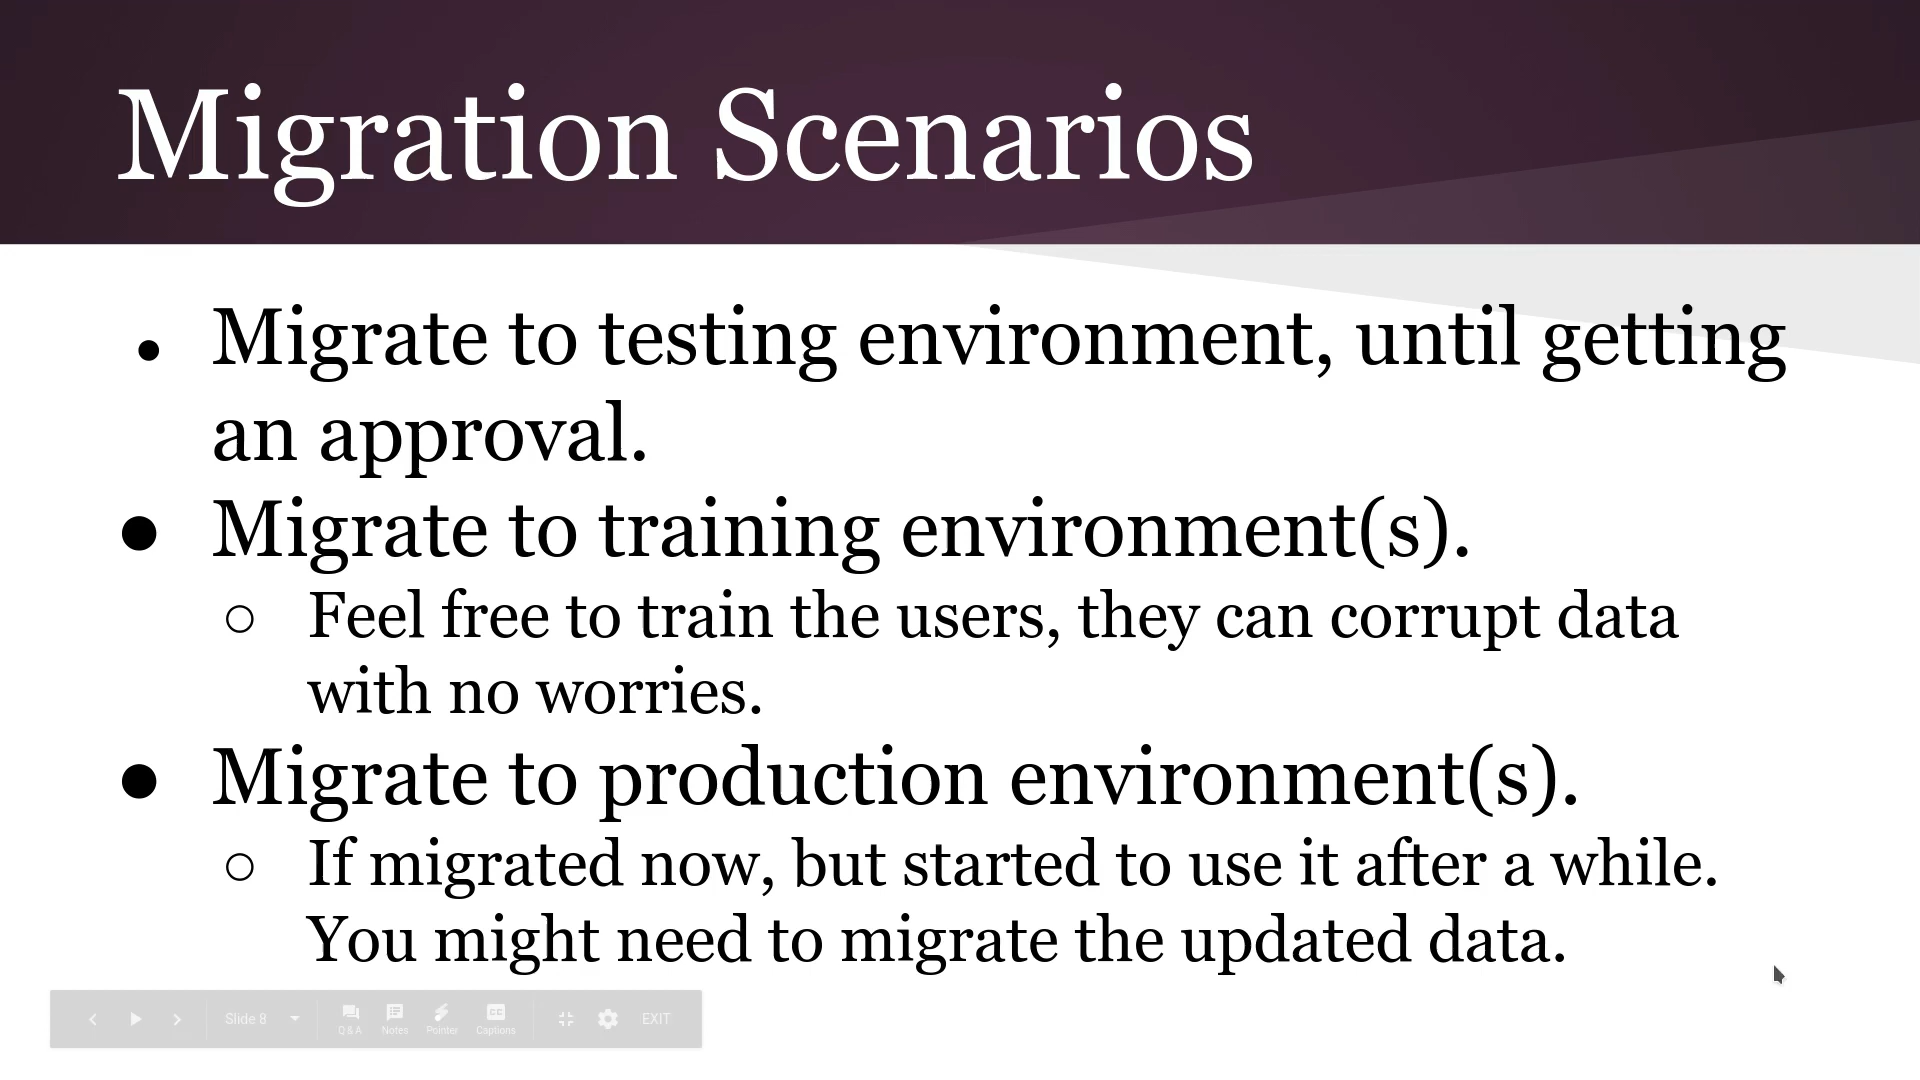 Migration Scenarios
● Migrate to testing environment, until getting
an approval.
● Migrate to training environment(s).
○ Feel free to train the users, they can corrupt data
with no worries.
● Migrate to production environment(s).
○ If migrated now, but started to use it after a while.
You might need to migrate the updated data.
Slide 8 Q&A Notes Pointer CC Captions EXIT